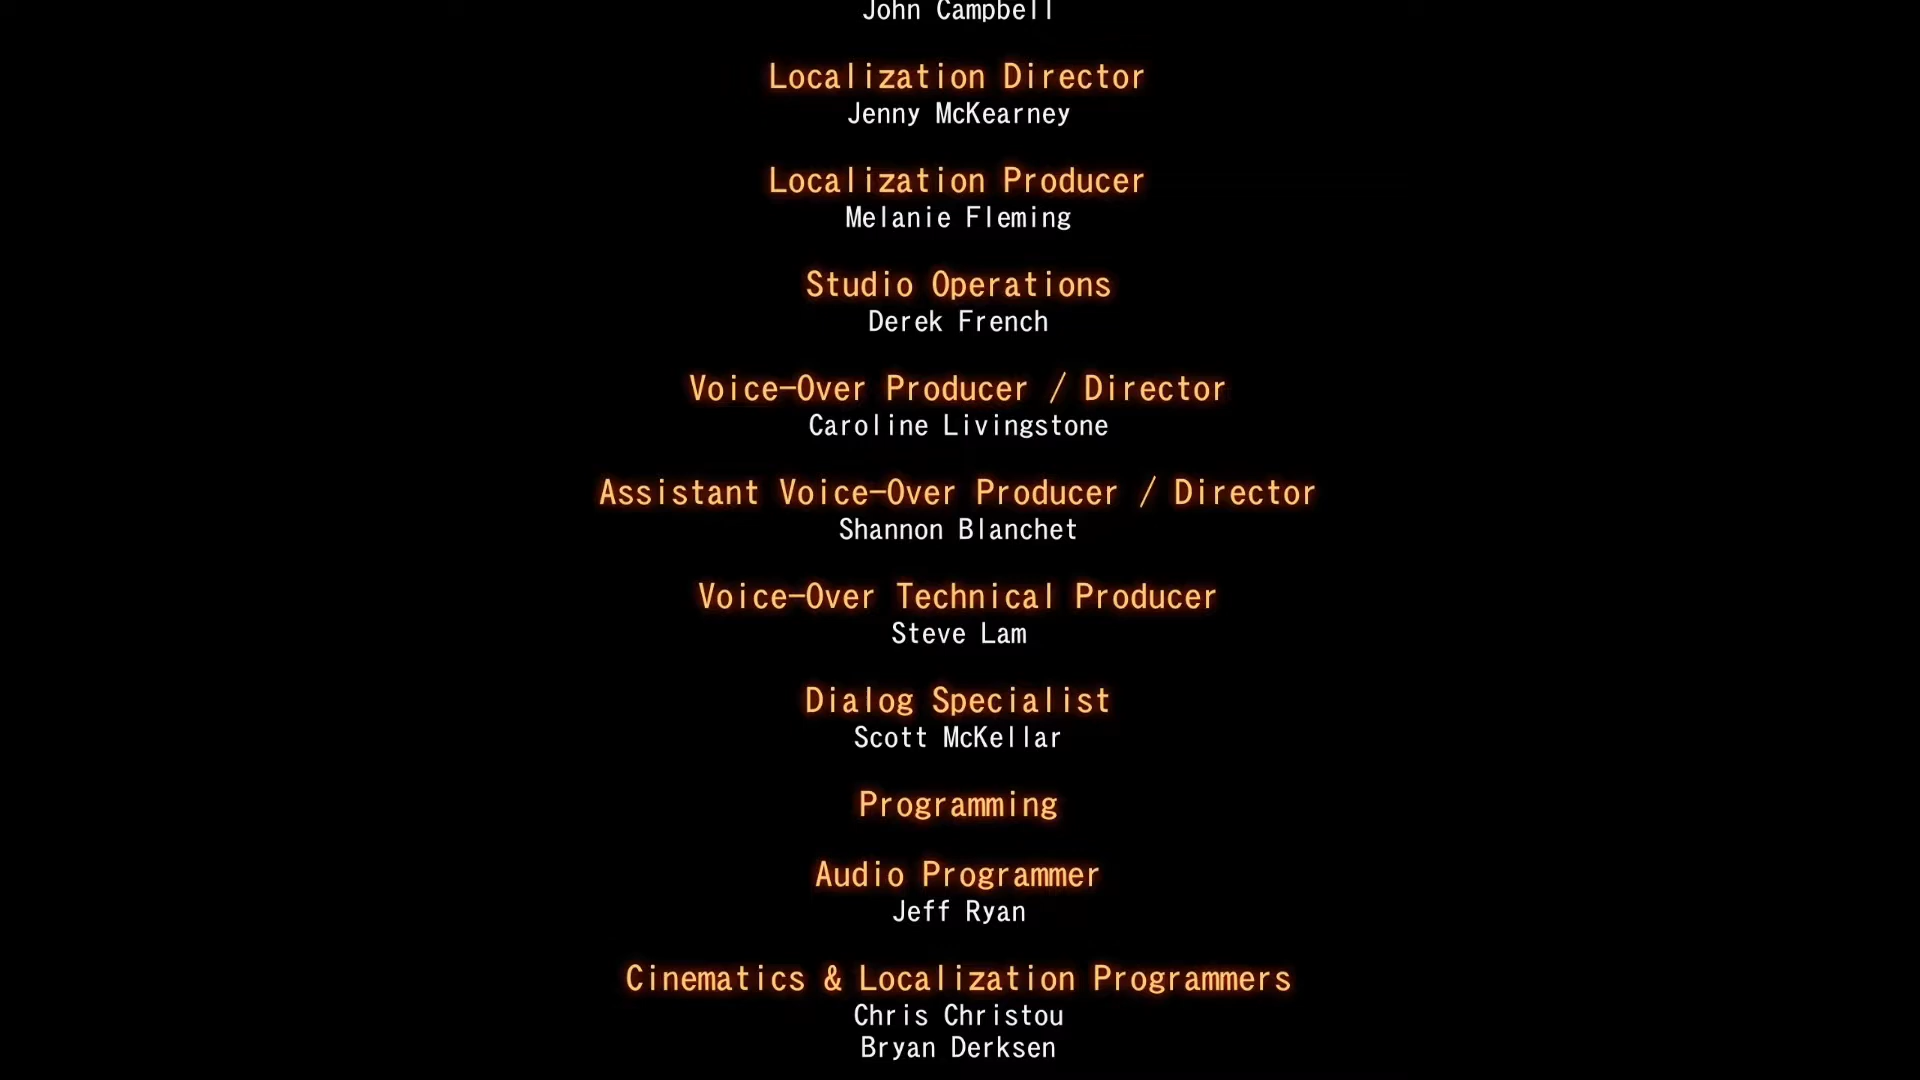 John Campbell
Localization Director
Jenny McKearney
Localization Producer
Melanie Fleming
Studio Operations
Derek French
Voice-Over Producer / Director
Caroline Livingstone
Assistant Voice-Over Producer / Director
Shannon Blanchet
Voice-Over Technical Producer
Steve Lam
Dialog Specialist
Scott McKellar
Programming
Audio Programmer
Jeff Ryan
Cinematics & Localization Programmers
Chris Christou
Bryan Derksen